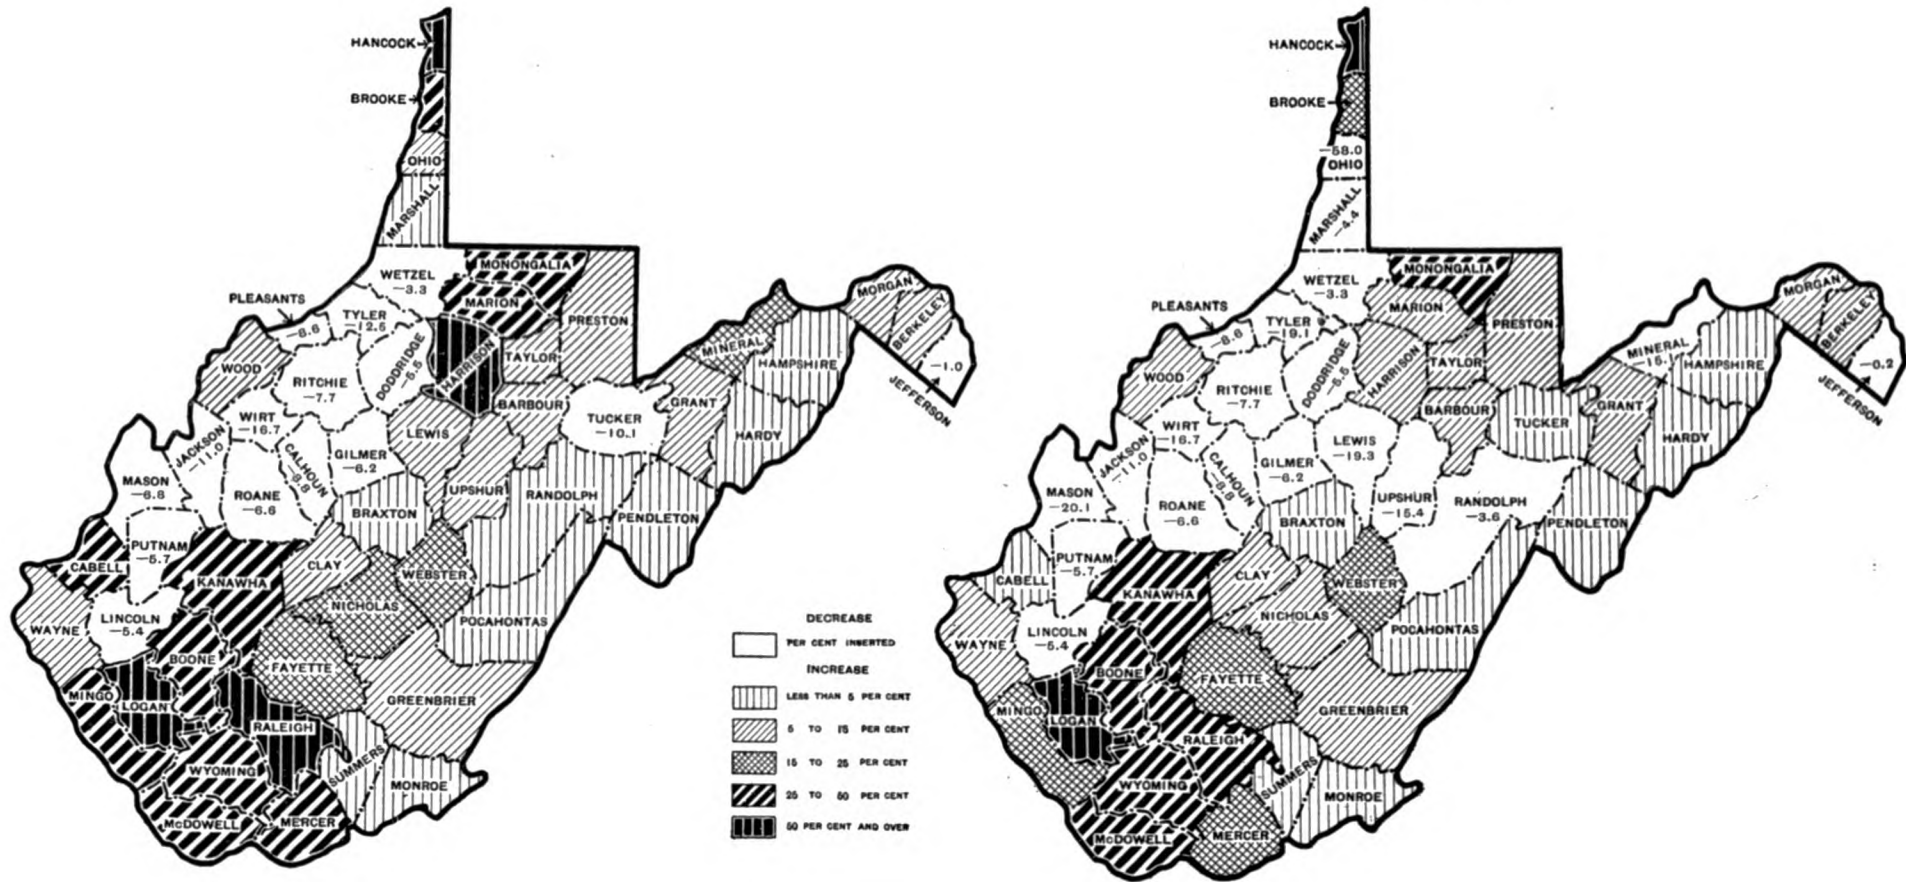 HANCOCK
BROOKE
OHIO
MARSHALL
WETZEL
-3.3
MONONGALIA
MARION
PLEASANTS
-8.6
TYLER
-12.5
DODDRIDGE
-5.5
HARRISON
TAYLOR
PRESTON
MORGAN
BERKELEY
-1.0
JEFFERSON
MINERAL
HAMPSHIRE
WOOD
RITCHIE
-7.7
BARBOUR
TUCKER
-10.1
GRANT
HARDY
WIRT
-16.7
JACKSON
-11.0
CALHOUN
-8.8
GILMER
-6.2
LEWIS
UPSHUR
RANDOLPH
PENDLETON
MASON
-6.8
ROANE
-6.6
BRAXTON
PUTNAM
-5.7
CABELL
KANAWHA
CLAY
WEBSTER
NICHOLAS
POCAHONTAS
WAYNE
LINCOLN
-5.4
BOONE
FAYETTE
GREENBRIER
MINGO
LOGAN
RALEIGH
SUMMERS
MONROE
WYOMING
McDOWELL
MERCER
DECREASE
PER CENT INSERTED
INCREASE
LESS THAN 5 PER CENT
5 TO 15 PER CENT
15 TO 25 PER CENT
25 TO 50 PER CENT
50 PER CENT AND OVER
HANCOCK
BROOKE
-58.0
OHIO
MARSHALL
-4.4
WETZEL
-3.3
MONONGALIA
MARION
PLEASANTS
-8.6
TYLER
-19.1
DODDRIDGE
-5.5
HARRISON
TAYLOR
PRESTON
MORGAN
BERKELEY
-0.2
JEFFERSON
MINERAL
-15.1
HAMPSHIRE
WOOD
RITCHIE
-7.7
BARBOUR
TUCKER
GRANT
HARDY
WIRT
-16.7
JACKSON
-11.0
CALHOUN
-8.8
GILMER
-6.2
LEWIS
-19.3
UPSHUR
-15.4
RANDOLPH
-3.6
PENDLETON
MASON
-20.1
ROANE
-6.6
BRAXTON
PUTNAM
-5.7
CABELL
KANAWHA
CLAY
WEBSTER
NICHOLAS
POCAHONTAS
WAYNE
LINCOLN
-5.4
BOONE
FAYETTE
GREENBRIER
MINGO
LOGAN
RALEIGH
SUMMERS
MONROE
WYOMING
McDOWELL
MERCER